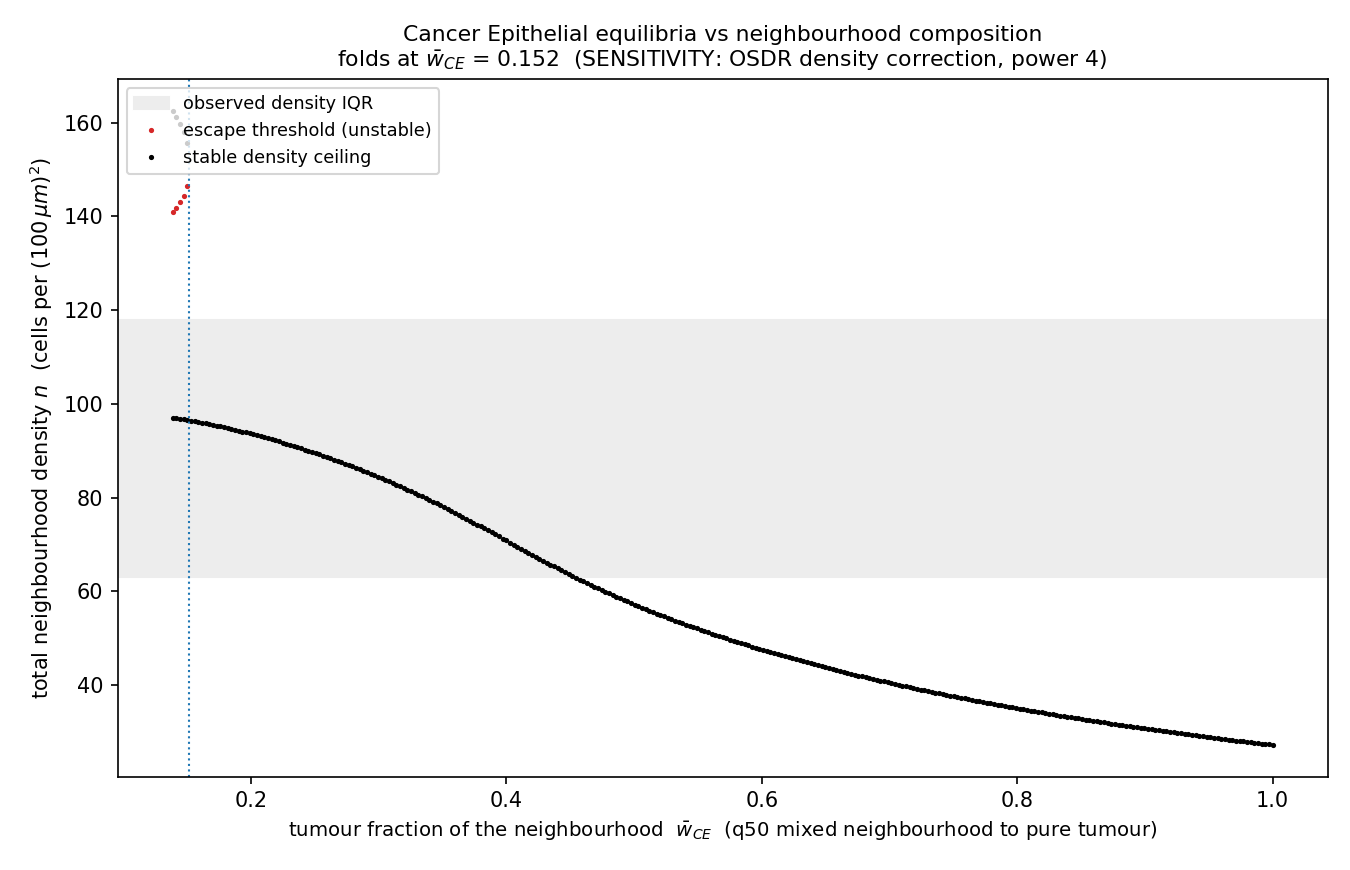 Cancer Epithelial equilibria vs neighbourhood composition
folds at w̄_CE = 0.152 (SENSITIVITY: OSDR density correction, power 4)
observed density IQR
escape threshold (unstable)
stable density ceiling
total neighbourhood density n (cells per (100 μm)²)
160
140
120
100
80
60
40
0.2
0.4
0.6
0.8
1.0
tumour fraction of the neighbourhood w̄_CE (q50 mixed neighbourhood to pure tumour)